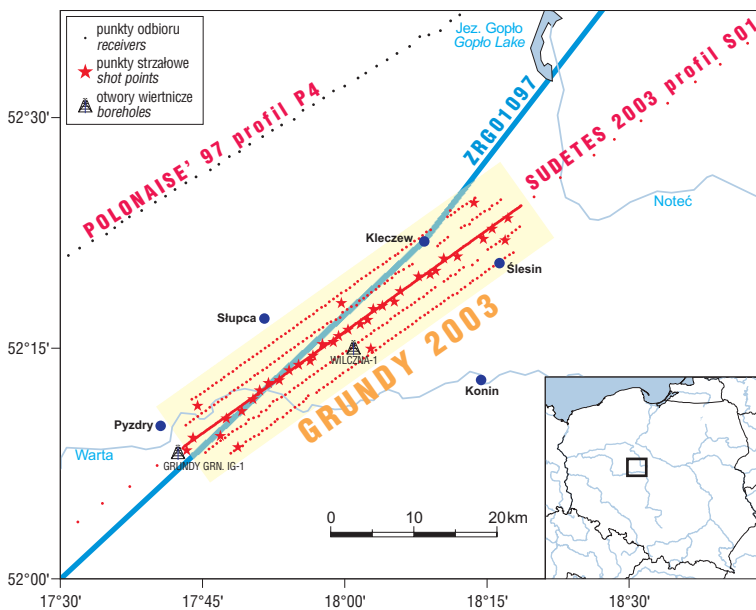 punkty odbioru
receivers
punkty strzałowe
shot points
otwory wiertnicze
boreholes
Jez. Gopło
Gopło Lake
POLONAISE' 97 profil P4
ZRG01097
SUDETES 2003 profil S01
52°30'
Noteć
Kleczew
Ślesin
Słupca
GRUNDY 2003
52°15'
WILCZNA-1
Konin
Pyzdry
Warta
GRUNDY GRN. IG-1
0 10 20 km
52°00'
17°30' 17°45' 18°00' 18°15' 18°30'